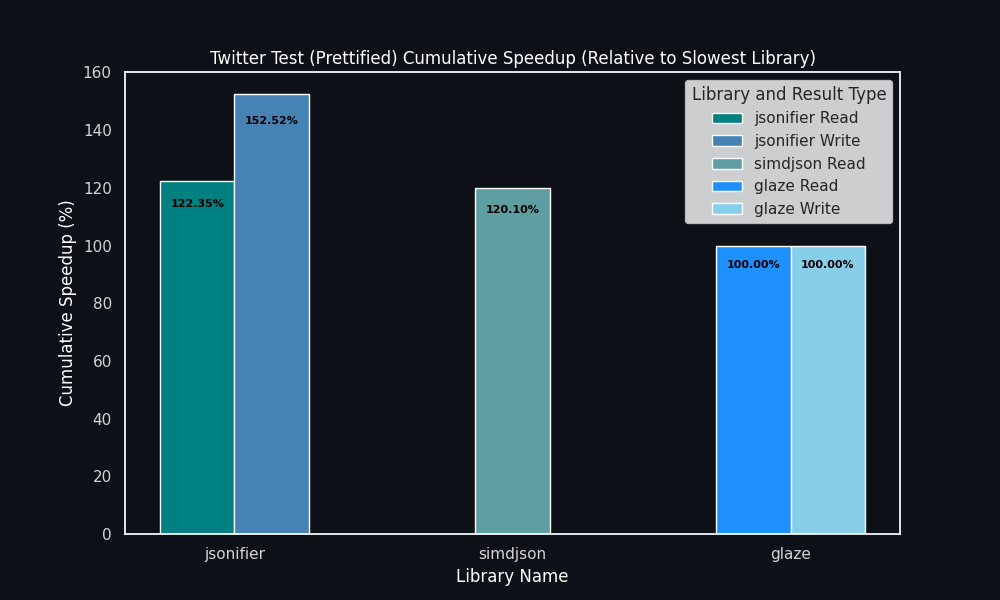 Twitter Test (Prettified) Cumulative Speedup (Relative to Slowest Library)
160
140
120
100
80
60
40
20
0
Cumulative Speedup (%)
122.35%
152.52%
120.10%
100.00%
100.00%
Library and Result Type
jsonifier Read
jsonifier Write
simdjson Read
glaze Read
glaze Write
jsonifier
simdjson
glaze
Library Name